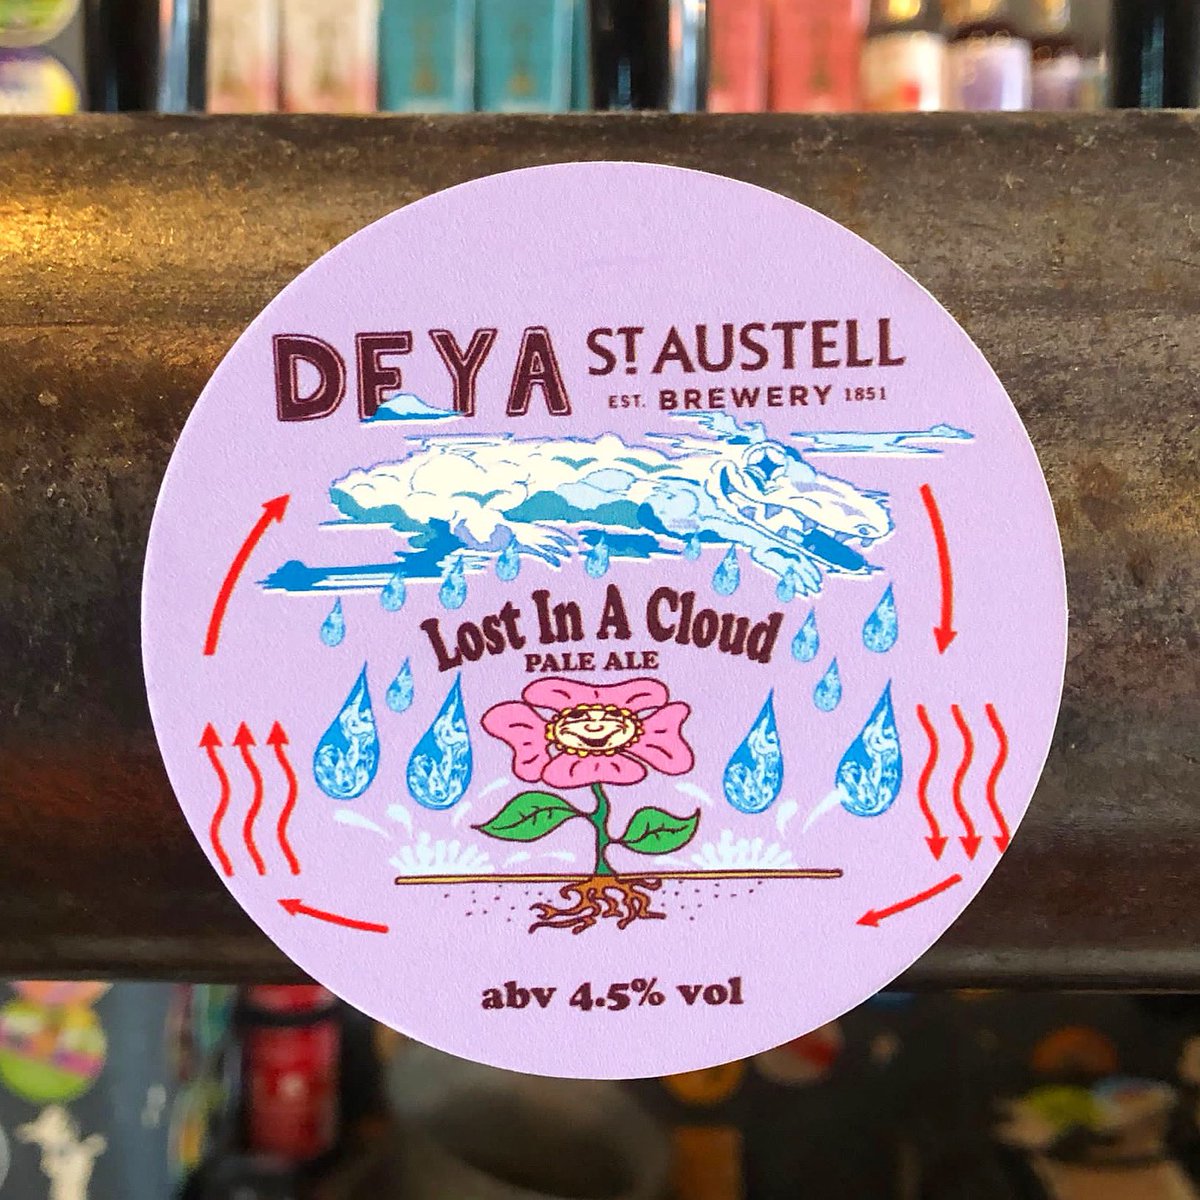 DEYA ST AUSTELL
EST. BREWERY 1851
Lost In A Cloud
PALE ALE
abv 4.5% vol